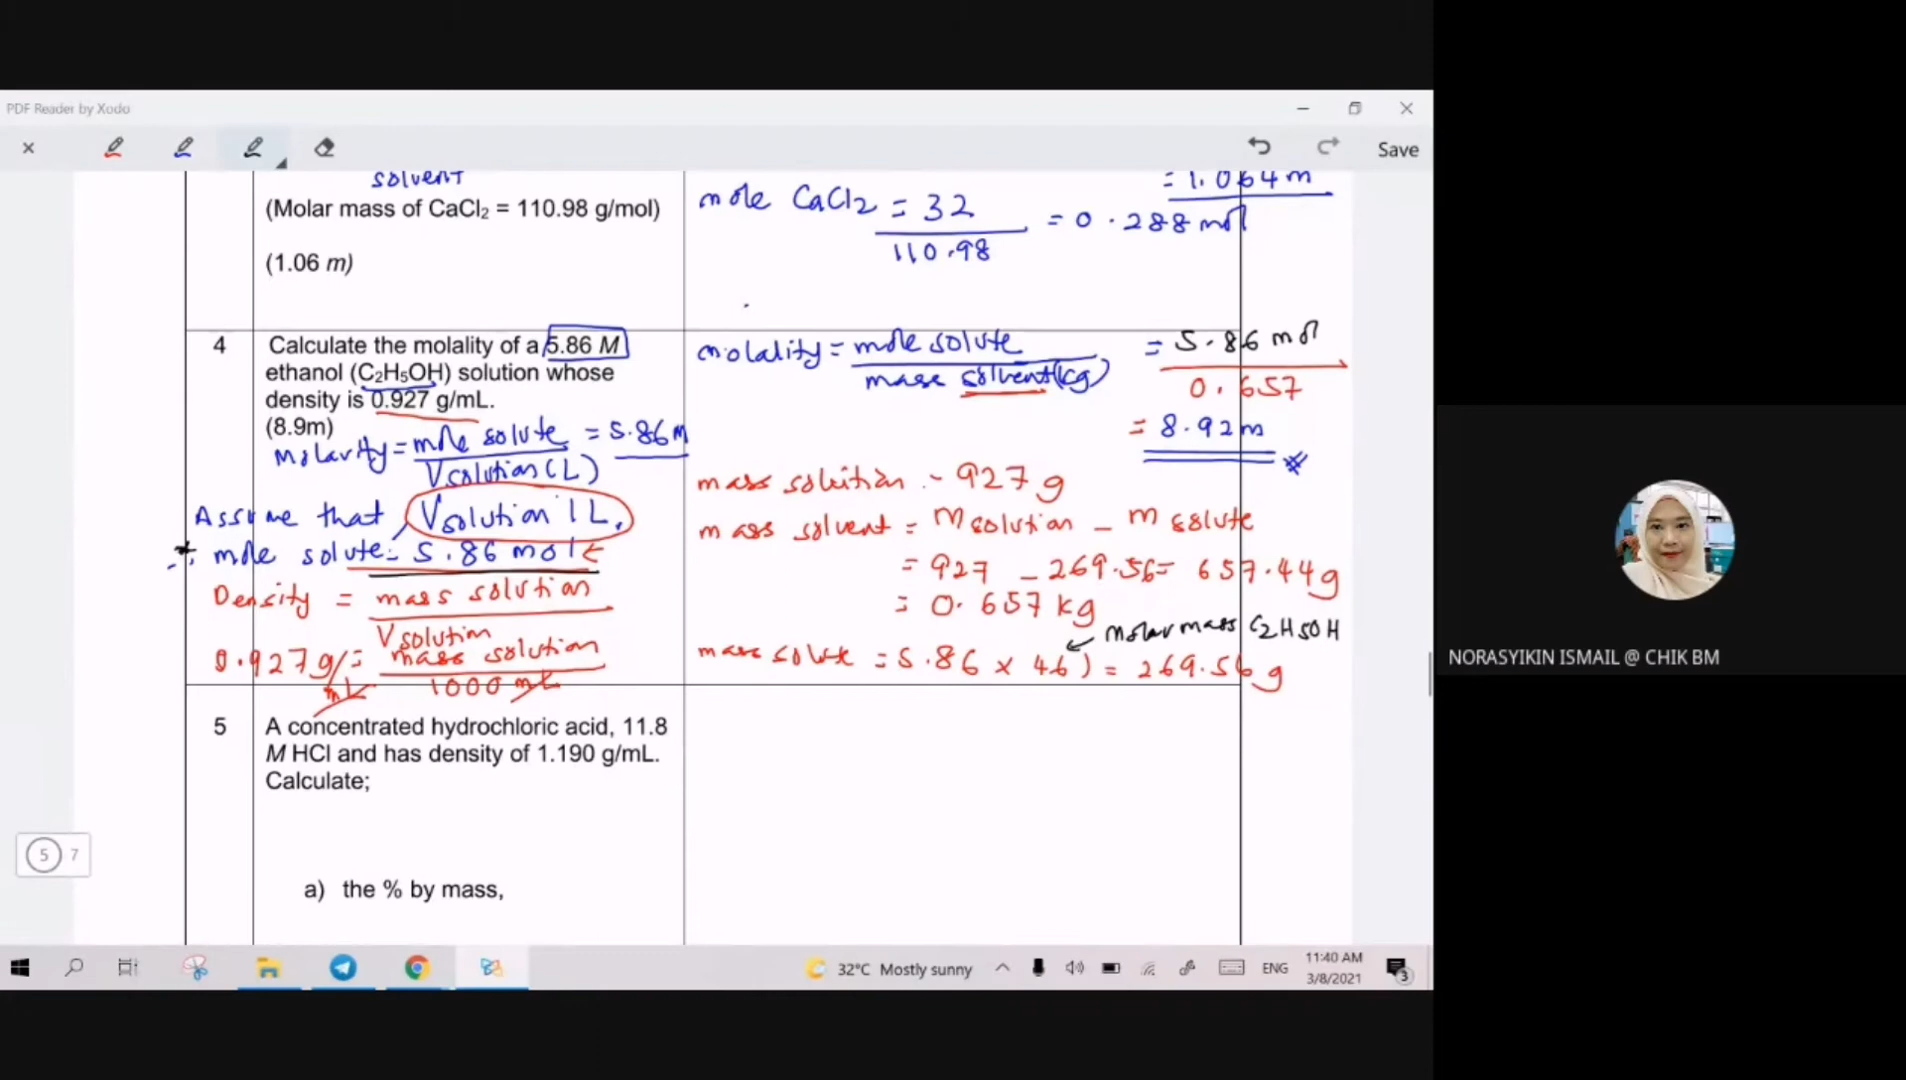 PDF Reader by Xodo
Save
solvent
(Molar mass of CaCl2 = 110.98 g/mol)
(1.06 m)
mole CaCl2 = 32
110.98
= 0.288 mol
= 1.064 m
4
Calculate the molality of a 5.86 M
ethanol (C2H5OH) solution whose
density is 0.927 g/mL.
(8.9m)
molarity = mole solute = 5.86 M
V solution (L)
Assume that V solution 1 L.
∴ mole solute = 5.86 mol
Density = mass solution
V solution
0.927 g/mL = mass solution
1000 mL
molality = mole solute
mass solvent (kg)
= 5.86 mol
0.657
= 8.92 m
mass solution = 927 g
mass solvent = m solution - m solute
= 927 - 269.56 = 657.44 g
= 0.657 kg
molar mass C2H5OH
mass solute = 5.86 x 46) = 269.56 g
5
A concentrated hydrochloric acid, 11.8
M HCl and has density of 1.190 g/mL.
Calculate;
a) the % by mass,
5 7
NORASYIKIN ISMAIL @ CHIK BM
32°C Mostly sunny
ENG
11:40 AM
3/8/2021
3